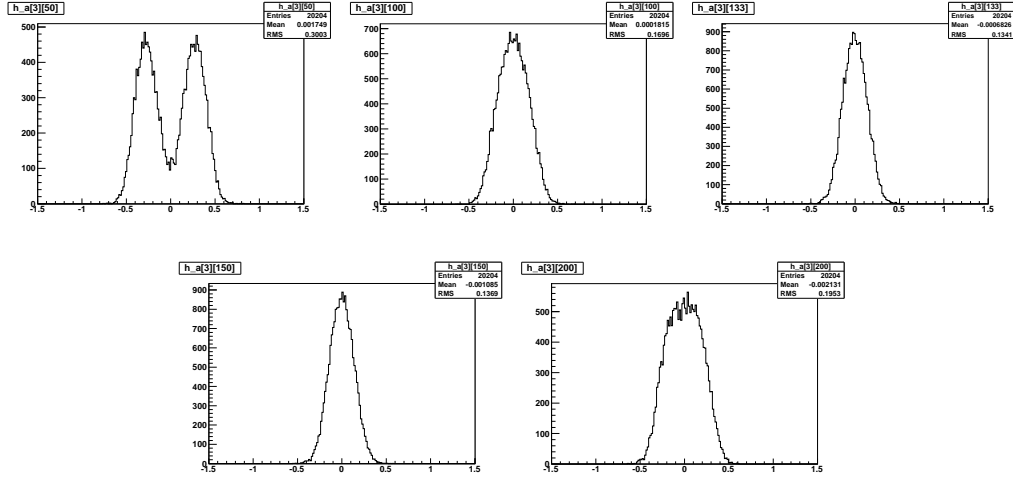 h_a[3][50]
h_a[3][50]
Entries 20204
Mean 0.001749
RMS 0.3003
500
400
300
200
100
0
-1.5 -1 -0.5 0 0.5 1 1.5
h_a[3][100]
h_a[3][100]
Entries 20204
Mean 0.0001815
RMS 0.1696
700
600
500
400
300
200
100
0
-1.5 -1 -0.5 0 0.5 1 1.5
h_a[3][133]
h_a[3][133]
Entries 20204
Mean -0.0006826
RMS 0.1341
900
800
700
600
500
400
300
200
100
0
-1.5 -1 -0.5 0 0.5 1 1.5
h_a[3][150]
h_a[3][150]
Entries 20204
Mean -0.001085
RMS 0.1369
900
800
700
600
500
400
300
200
100
0
-1.5 -1 -0.5 0 0.5 1 1.5
h_a[3][200]
h_a[3][200]
Entries 20204
Mean -0.002131
RMS 0.1953
500
400
300
200
100
0
-1.5 -1 -0.5 0 0.5 1 1.5